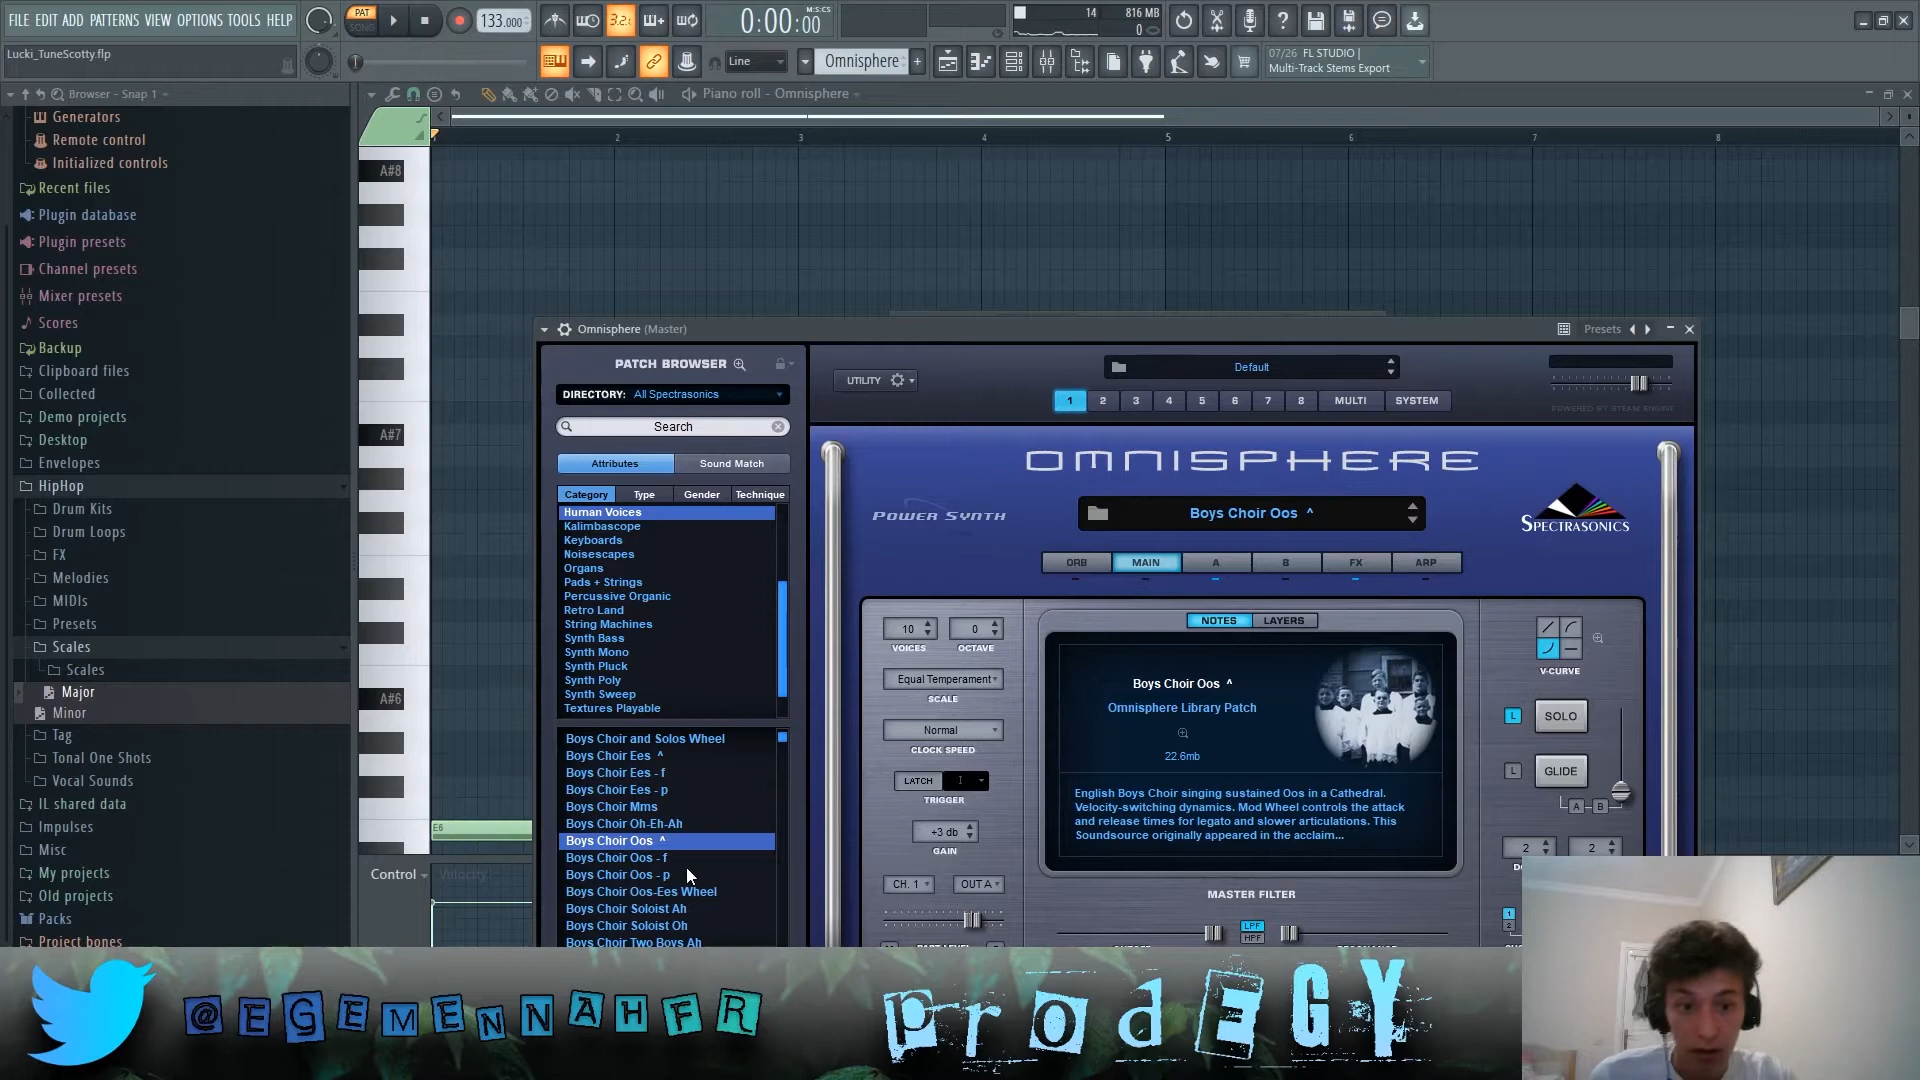 FILE EDIT ADD PATTERNS VIEW OPTIONS TOOLS HELP
PAT
SONG
133.000
3.2.
0:00:00
M:S:CS
14
816 MB
0
Lucki_TuneScotty.flp
Line
Omnisphere
07/26 FL STUDIO |
Multi-Track Stems Export
Browser - Snap 1
Piano roll - Omnisphere
Generators
Remote control
Initialized controls
Recent files
Plugin database
Plugin presets
Channel presets
Mixer presets
Scores
Backup
Clipboard files
Collected
Demo projects
Desktop
Envelopes
HipHop
Drum Kits
Drum Loops
FX
Melodies
MIDIs
Presets
Scales
Scales
Major
Minor
Tag
Tonal One Shots
Vocal Sounds
IL shared data
Impulses
Misc
My projects
Old projects
Packs
Project bones
2 3 4 5 6 7 8
A#8
A#7
A#6
E6
Control
Velocity
Omnisphere (Master)
Presets
PATCH BROWSER
DIRECTORY: All Spectrasonics
Search
Attributes Sound Match
Category Type Gender Technique
Human Voices
Kalimbascope
Keyboards
Noisescapes
Organs
Pads + Strings
Percussive Organic
Retro Land
String Machines
Synth Bass
Synth Mono
Synth Pluck
Synth Poly
Synth Sweep
Textures Playable
Boys Choir and Solos Wheel
Boys Choir Ees ^
Boys Choir Ees - f
Boys Choir Ees - p
Boys Choir Mms
Boys Choir Oh-Eh-Ah
Boys Choir Oos ^
Boys Choir Oos - f
Boys Choir Oos - p
Boys Choir Oos-Ees Wheel
Boys Choir Soloist Ah
Boys Choir Soloist Oh
Boys Choir Two Boys Ah
UTILITY
Default
1 2 3 4 5 6 7 8 MULTI SYSTEM
POWERED BY STEAM ENGINE
OMNISPHERE
POWER SYNTH
Boys Choir Oos ^
SPECTRASONICS
ORB MAIN A B FX ARP
10 0
VOICES OCTAVE
Equal Temperament
SCALE
Normal
CLOCK SPEED
LATCH
TRIGGER
+3 db
GAIN
CH. 1 OUT A
NOTES LAYERS
Boys Choir Oos ^
Omnisphere Library Patch
22.6mb
English Boys Choir singing sustained Oos in a Cathedral.
Velocity-switching dynamics. Mod Wheel controls the attack
and release times for legato and slower articulations. This
Soundsource originally appeared in the acclaim...
MASTER FILTER
LPF
HPF
V-CURVE
L SOLO
L GLIDE
A B
2 2
1
2
@EGEMENNAHFR
prodEGY